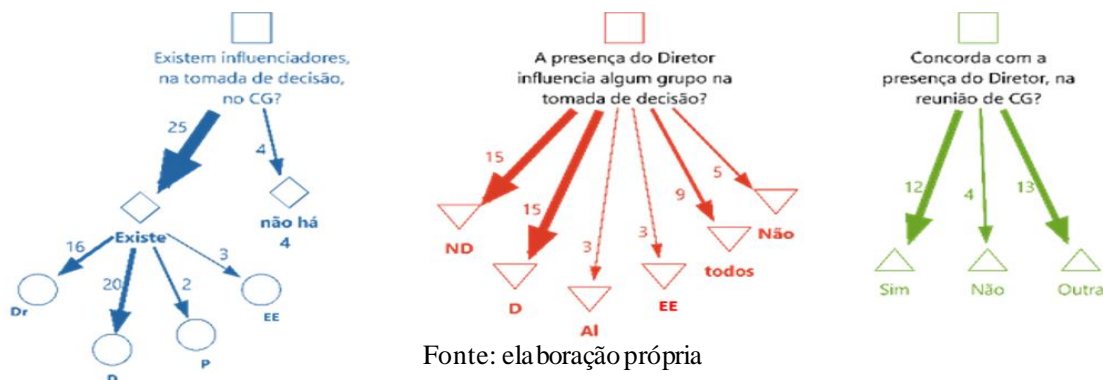 Existem influenciadores,
na tomada de decisão,
no CG?
25
4
não há
4
Existe
16
20
2
3
Dr
P
EE
A presença do Diretor
influencia algum grupo na
tomada de decisão?
15
15
3
3
9
5
ND
D
Al
EE
todos
Não
Concorda com a
presença do Diretor, na
reunião de CG?
12
4
13
Sim
Não
Outra
Fonte: elaboração própria